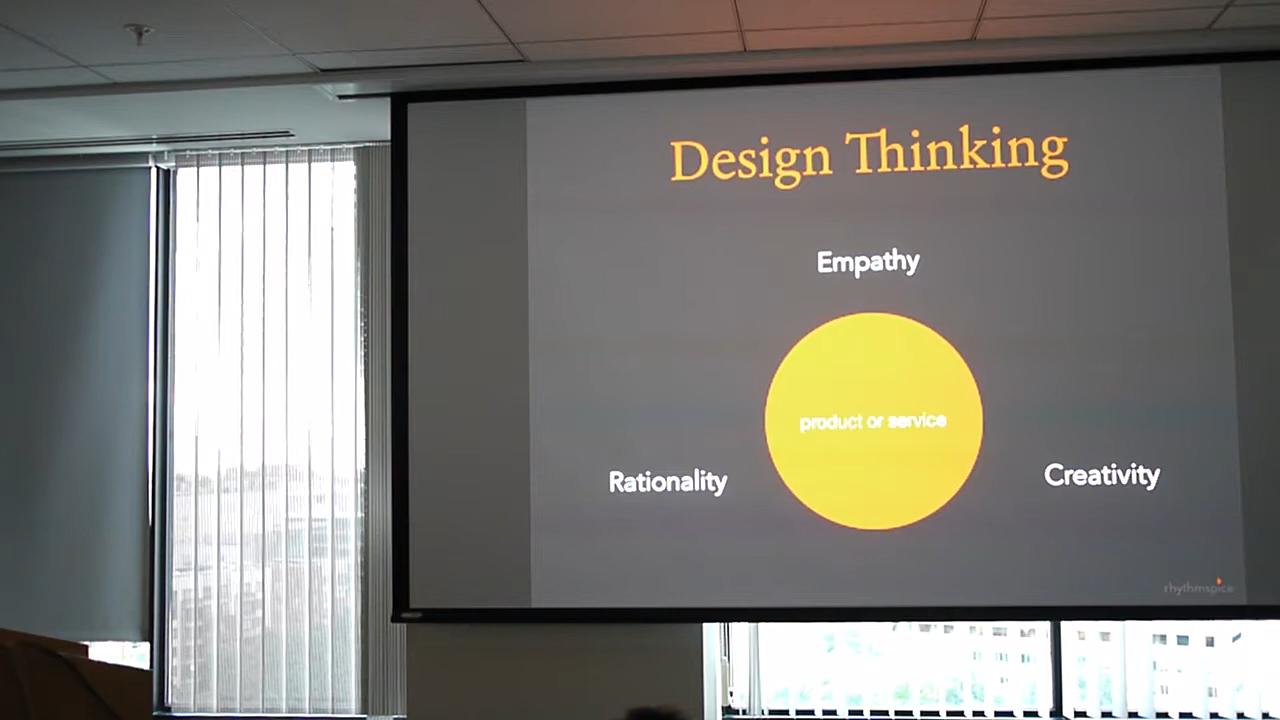 Design Thinking
Empathy
product or service
Rationality
Creativity
rhythmspice